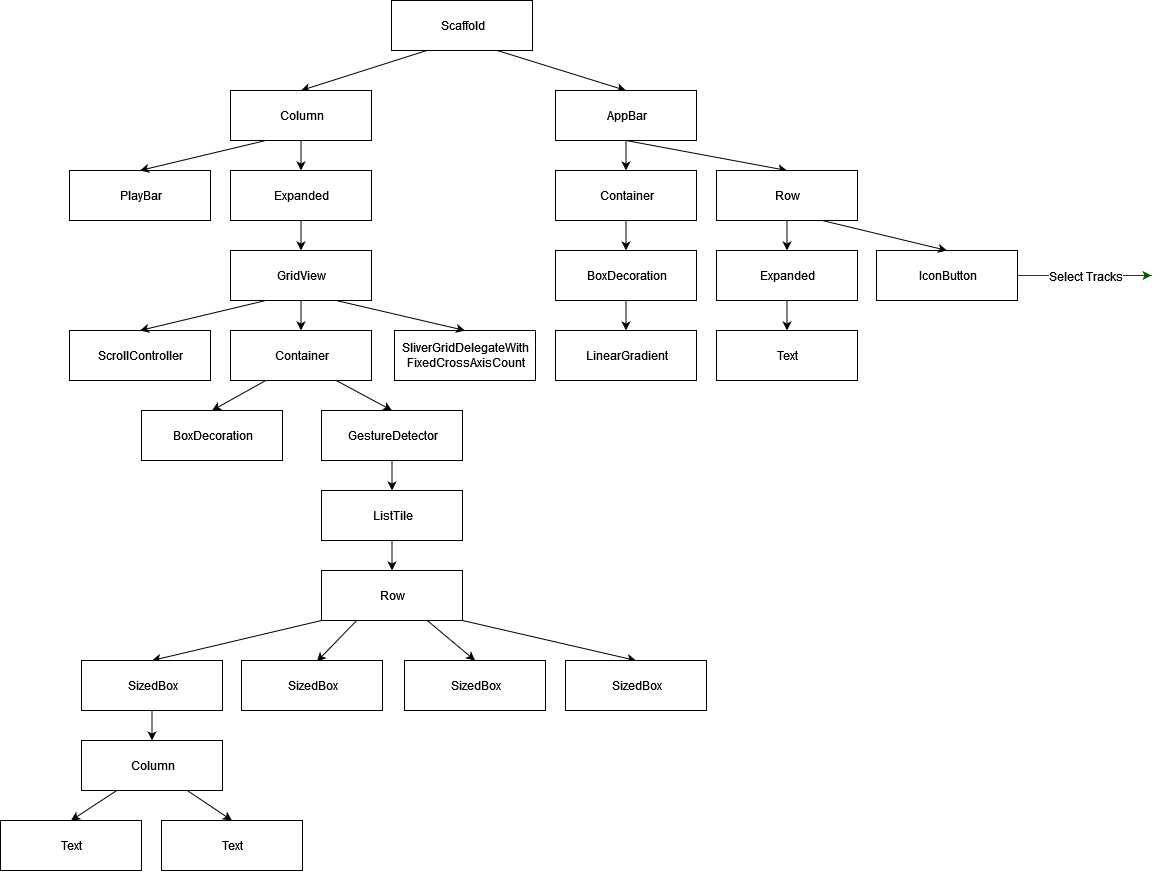 Scaffold
Column
AppBar
PlayBar
Expanded
Container
Row
GridView
BoxDecoration
Expanded
IconButton
Select Tracks
ScrollController
Container
SliverGridDelegateWith
FixedCrossAxisCount
LinearGradient
Text
BoxDecoration
GestureDetector
ListTile
Row
SizedBox
SizedBox
SizedBox
SizedBox
Column
Text
Text